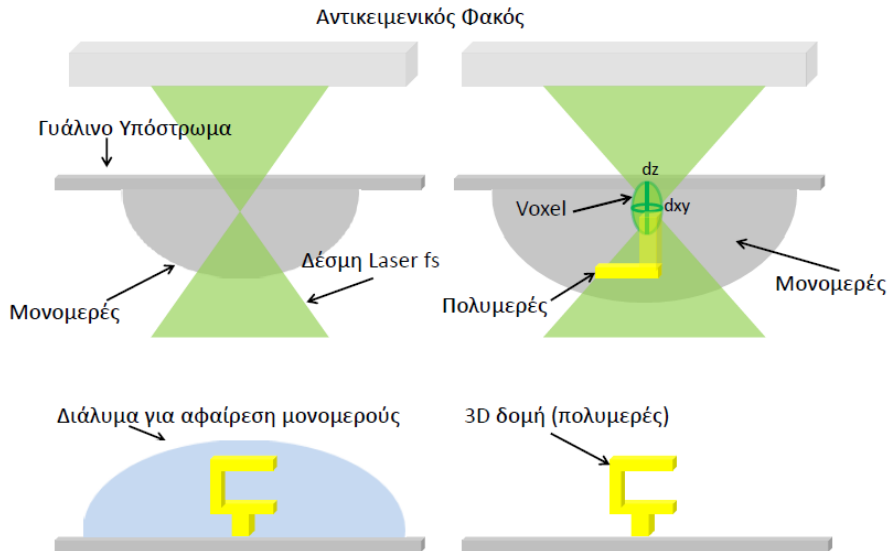 Αντικειμενικός Φακός
Γυάλινο Υπόστρωμα
dz
Voxel
dxy
Δέσμη Laser fs
Μονομερές
Μονομερές
Πολυμερές
Διάλυμα για αφαίρεση μονομερούς
3D δομή (πολυμερές)